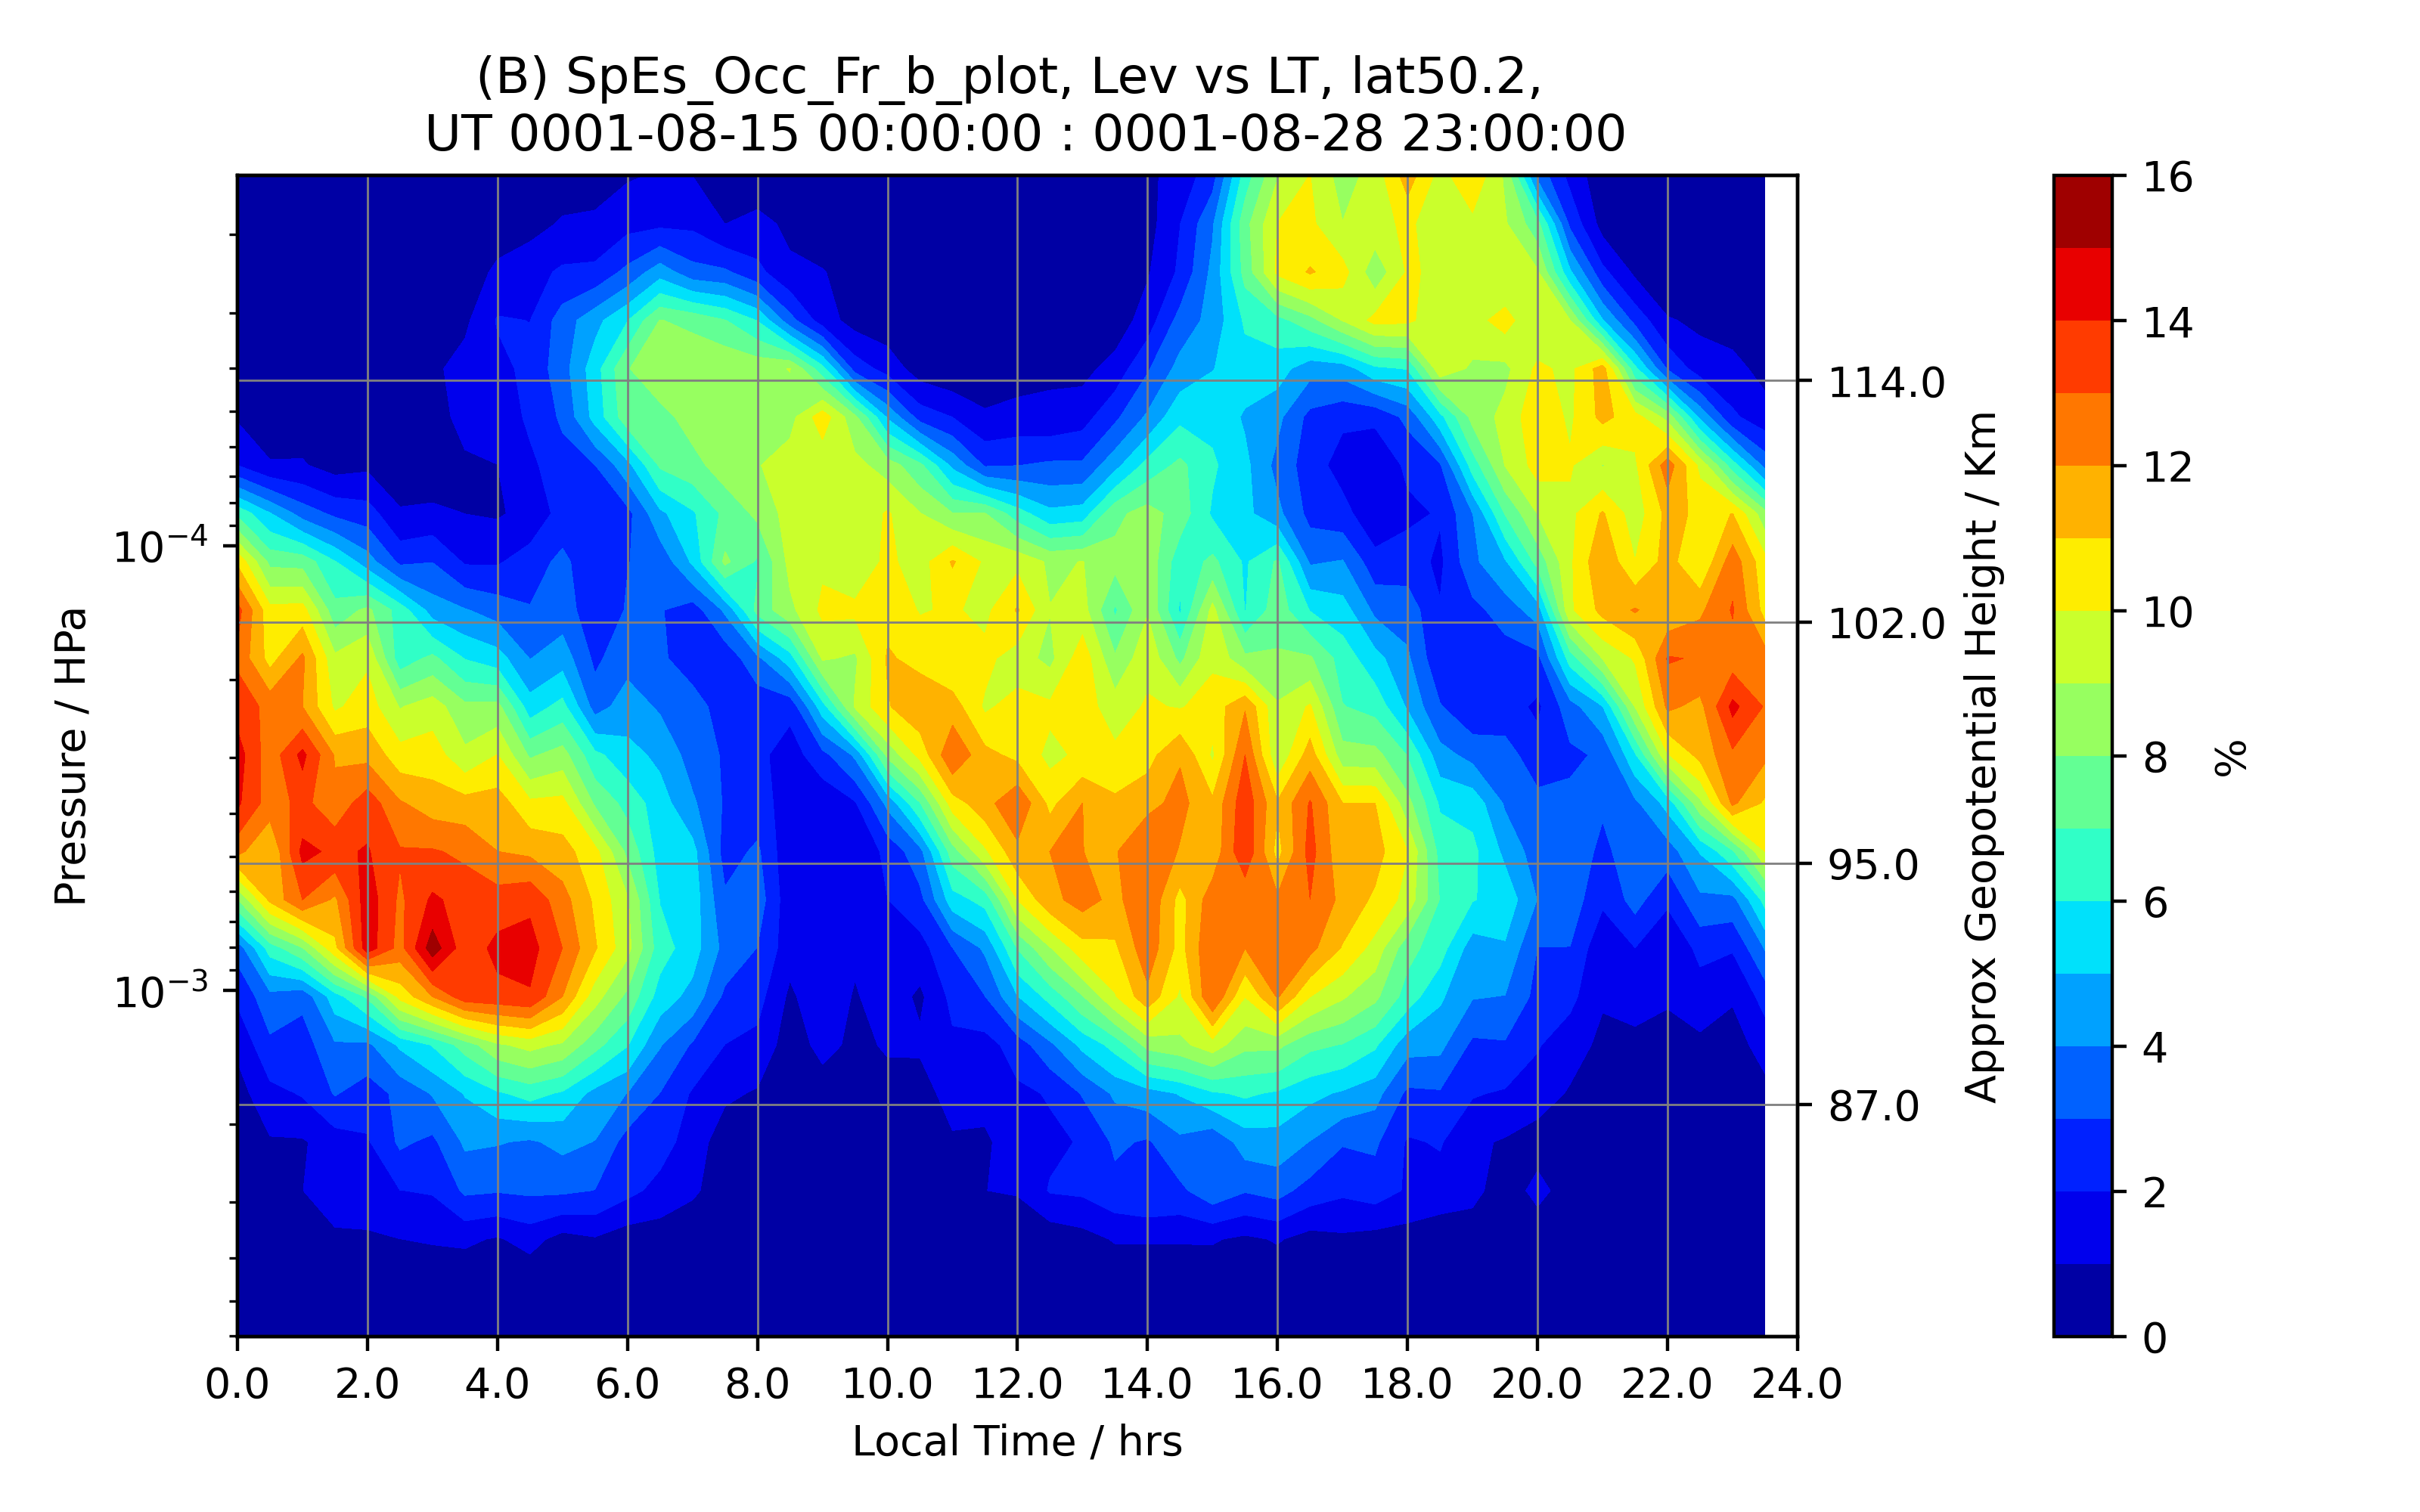 (B) SpEs_Occ_Fr_b_plot, Lev vs LT, lat50.2,
UT 0001-08-15 00:00:00 : 0001-08-28 23:00:00
Pressure / HPa
10⁻⁴
10⁻³
0.0 2.0 4.0 6.0 8.0 10.0 12.0 14.0 16.0 18.0 20.0 22.0 24.0
Local Time / hrs
114.0
102.0
95.0
87.0
Approx Geopotential Height / Km
16
14
12
10
8
6
4
2
0
%